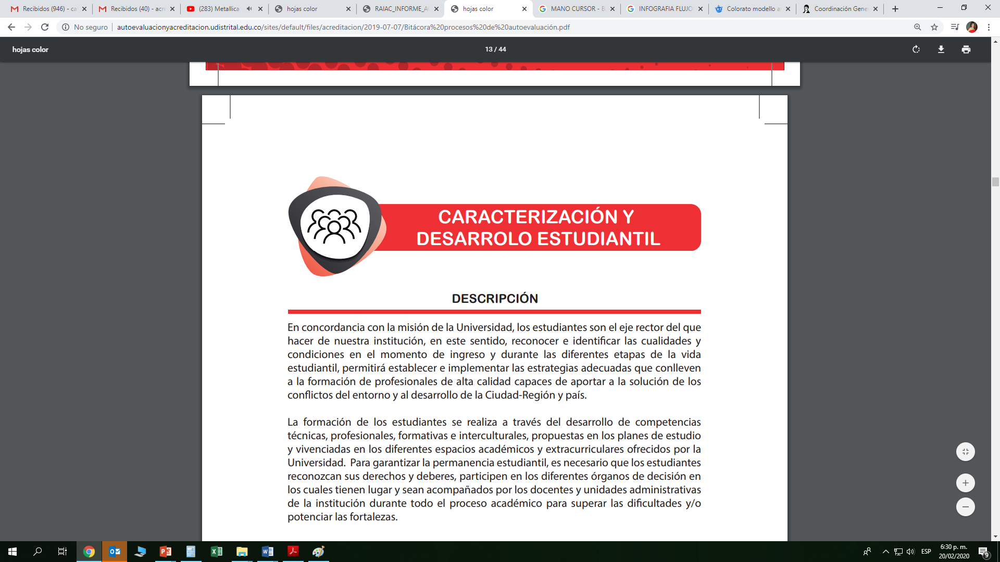 Recibidos (946) - ca
Recibidos (40) - acr
(283) Metallica
hojas color
RAIAC_INFORME_A
hojas color
MANO CURSOR - B
INFOGRAFIA FLUJO
Colorato modello a
Coordinación Gene
No seguro
autoevaluacionyacreditacion.udistrital.edu.co/sites/default/files/acreditacion/2019-07-07/Bitácora%20procesos%20de%20autoevaluación.pdf
hojas color
13 / 44
CARACTERIZACIÓN Y
DESARROLO ESTUDIANTIL
DESCRIPCIÓN
En concordancia con la misión de la Universidad, los estudiantes son el eje rector del que
hacer de nuestra institución, en este sentido, reconocer e identificar las cualidades y
condiciones en el momento de ingreso y durante las diferentes etapas de la vida
estudiantil, permitirá establecer e implementar las estrategias adecuadas que conlleven
a la formación de profesionales de alta calidad capaces de aportar a la solución de los
conflictos del entorno y al desarrollo de la Ciudad-Región y país.
La formación de los estudiantes se realiza a través del desarrollo de competencias
técnicas, profesionales, formativas e interculturales, propuestas en los planes de estudio
y vivenciadas en los diferentes espacios académicos y extracurriculares ofrecidos por la
Universidad. Para garantizar la permanencia estudiantil, es necesario que los estudiantes
reconozcan sus derechos y deberes, participen en los diferentes órganos de decisión en
los cuales tienen lugar y sean acompañados por los docentes y unidades administrativas
de la institución durante todo el proceso académico para superar las dificultades y/o
potenciar las fortalezas.
ESP
6:30 p. m.
20/02/2020
9